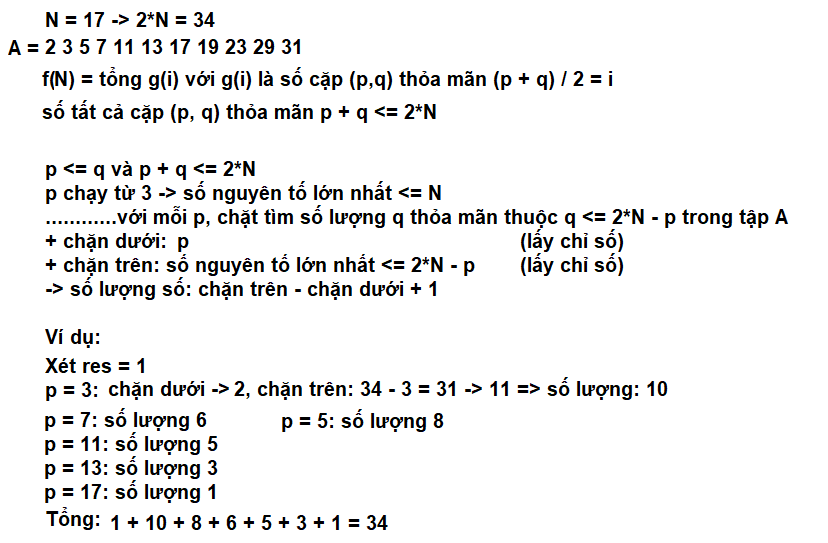 N = 17 -> 2*N = 34
A = 2 3 5 7 11 13 17 19 23 29 31
f(N) = tổng g(i) với g(i) là số cặp (p,q) thỏa mãn (p + q) / 2 = i
số tất cả cặp (p, q) thỏa mãn p + q <= 2*N
p <= q và p + q <= 2*N
p chạy từ 3 -> số nguyên tố lớn nhất <= N
............với mỗi p, chặt tìm số lượng q thỏa mãn thuộc q <= 2*N - p trong tập A
+ chặn dưới: p (lấy chỉ số)
+ chặn trên: số nguyên tố lớn nhất <= 2*N - p (lấy chỉ số)
-> số lượng số: chặn trên - chặn dưới + 1
Ví dụ:
Xét res = 1
p = 3: chặn dưới -> 2, chặn trên: 34 - 3 = 31 -> 11 => số lượng: 10
p = 7: số lượng 6 p = 5: số lượng 8
p = 11: số lượng 5
p = 13: số lượng 3
p = 17: số lượng 1
Tổng: 1 + 10 + 8 + 6 + 5 + 3 + 1 = 34